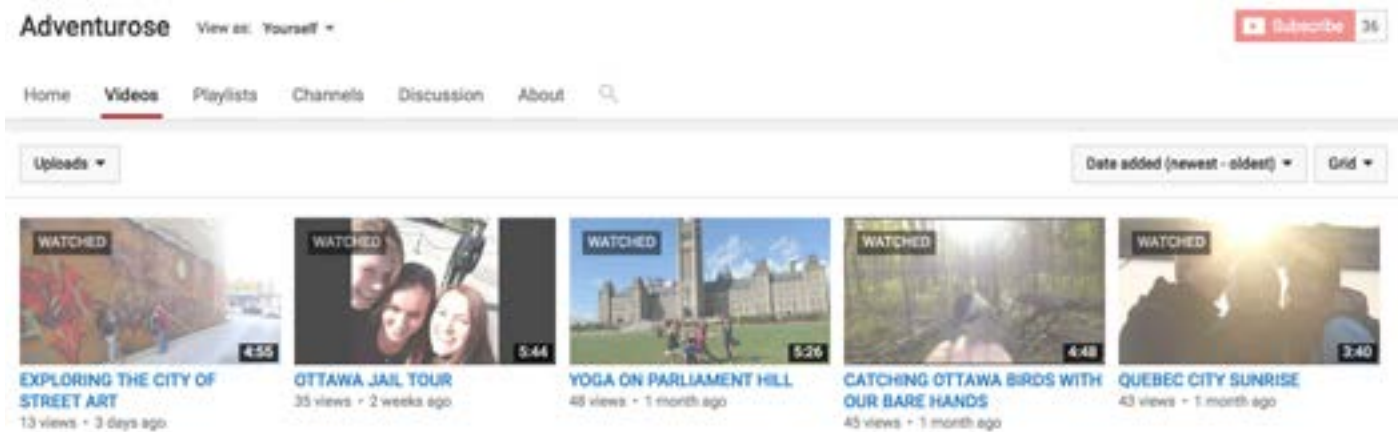 Adventurose View as: Yourself
Subscribe 36
Home Videos Playlists Channels Discussion About
Uploads Date added (newest - oldest) Grid
WATCHED WATCHED WATCHED WATCHED WATCHED
4:55 5:44 5:26 4:48 3:40
EXPLORING THE CITY OF OTTAWA JAIL TOUR YOGA ON PARLIAMENT HILL CATCHING OTTAWA BIRDS WITH QUEBEC CITY SUNRISE
STREET ART 35 views • 2 weeks ago 48 views • 1 month ago OUR BARE HANDS 43 views • 1 month ago
13 views • 3 days ago 45 views • 1 month ago